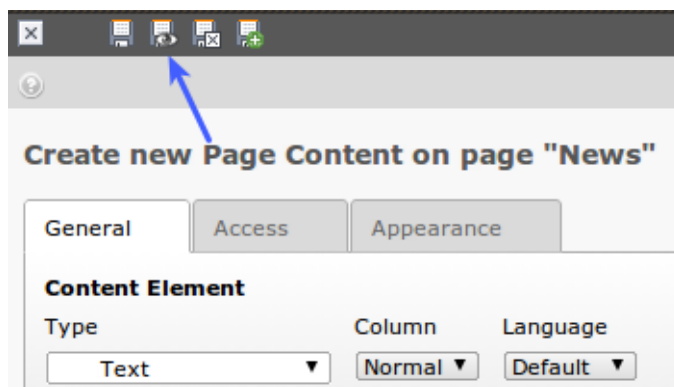 Create new Page Content on page "News"
General Access Appearance
Content Element
Type Column Language
Text Normal Default